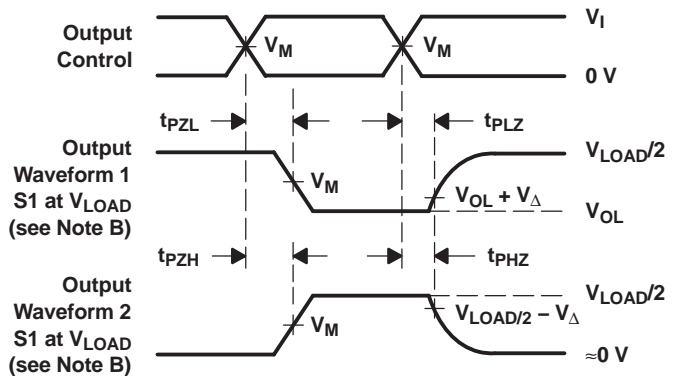 Output
Control
V_M
V_M
V_I
0 V
t_PZL
t_PLZ
Output
Waveform 1
S1 at V_LOAD
(see Note B)
V_M
V_OL + V_Δ
V_LOAD/2
V_OL
t_PZH
t_PHZ
Output
Waveform 2
S1 at V_LOAD
(see Note B)
V_M
V_LOAD/2 – V_Δ
V_LOAD/2
≈0 V